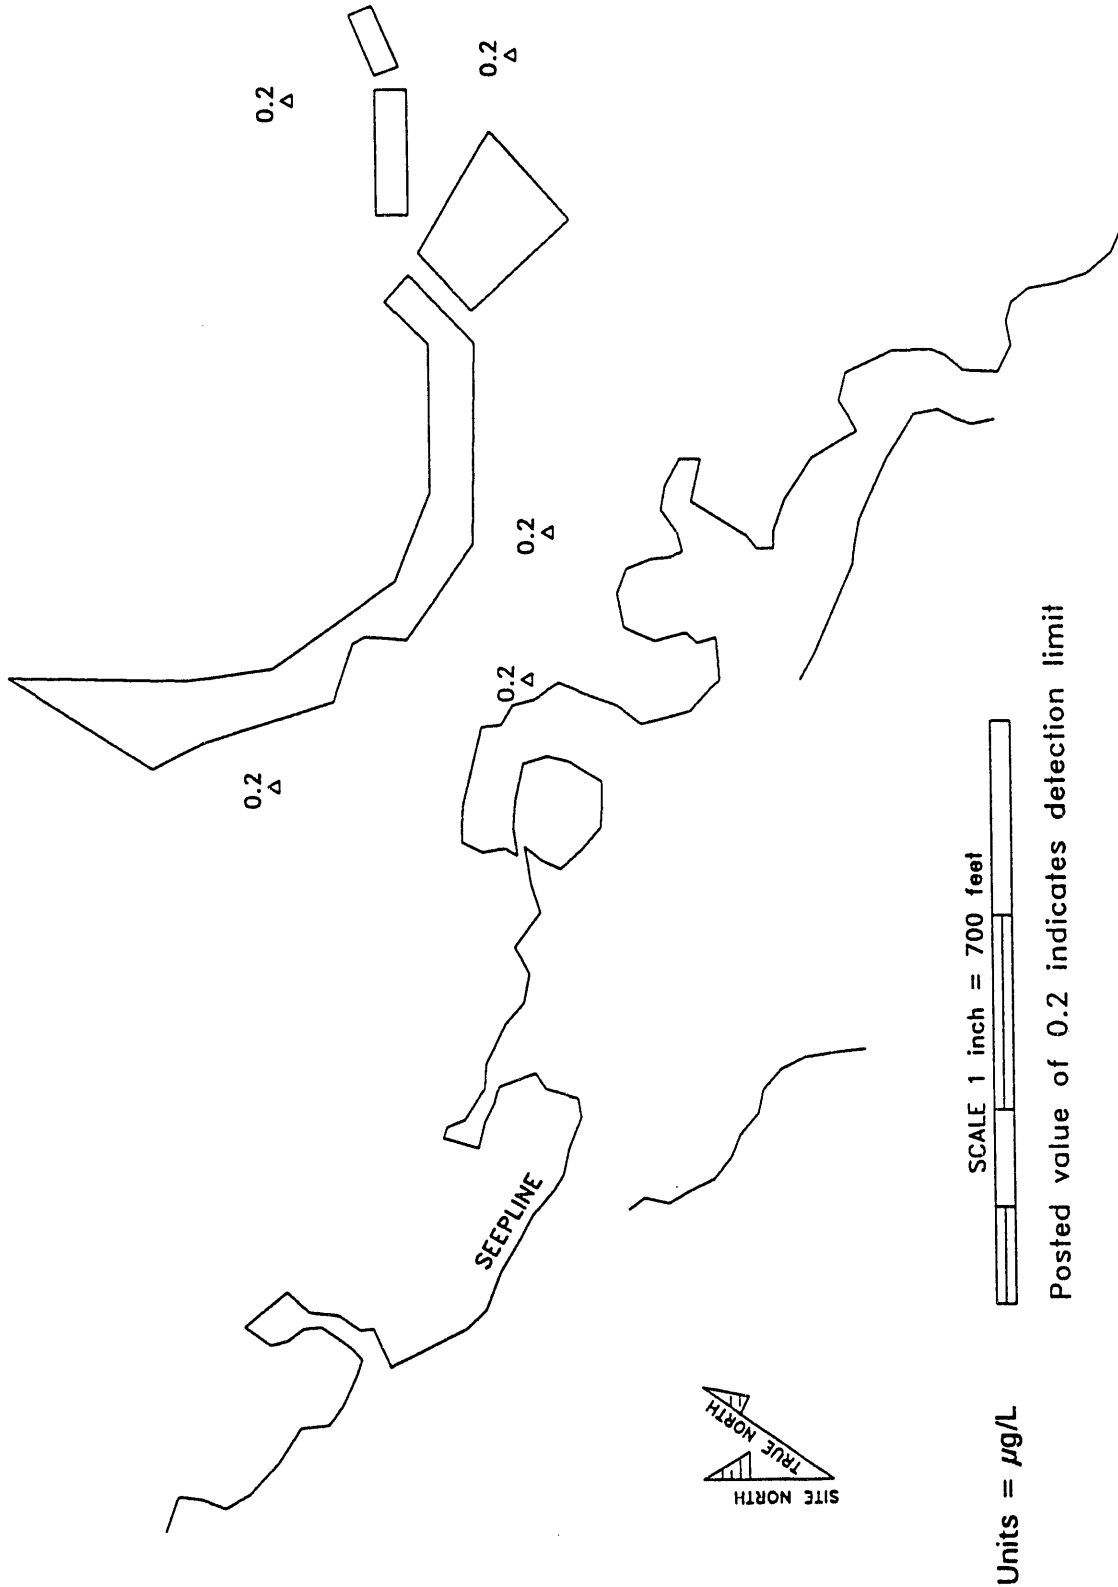 0.2
0.2
0.2
0.2
0.2
SEEPLINE
SITE NORTH
TRUE NORTH
SCALE 1 inch = 700 feet
Units = μg/L
Posted value of 0.2 indicates detection limit